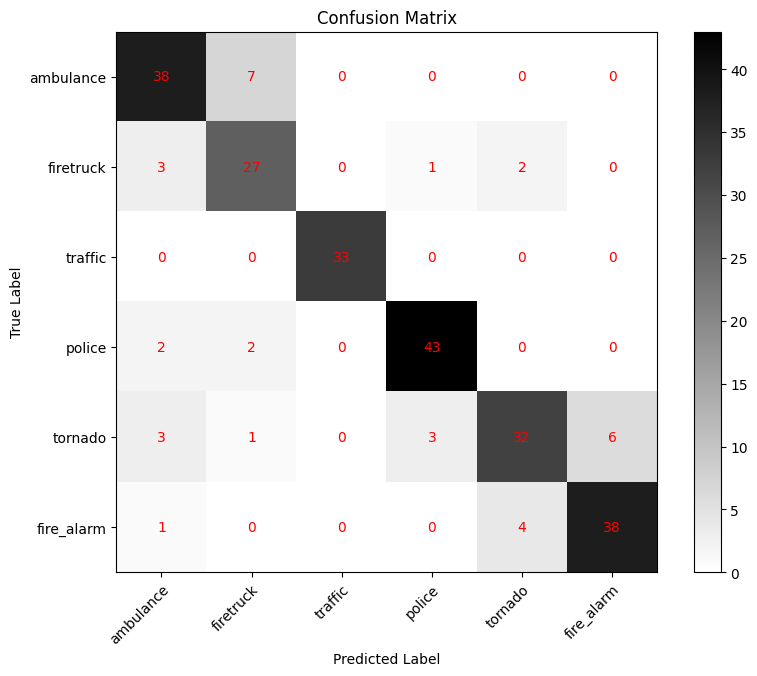 Confusion Matrix
True Label
ambulance 38 7 0 0 0 0
firetruck 3 27 0 1 2 0
traffic 0 0 33 0 0 0
police 2 2 0 43 0 0
tornado 3 1 0 3 32 6
fire_alarm 1 0 0 0 4 38
ambulance firetruck traffic police tornado fire_alarm
Predicted Label
40
35
30
25
20
15
10
5
0